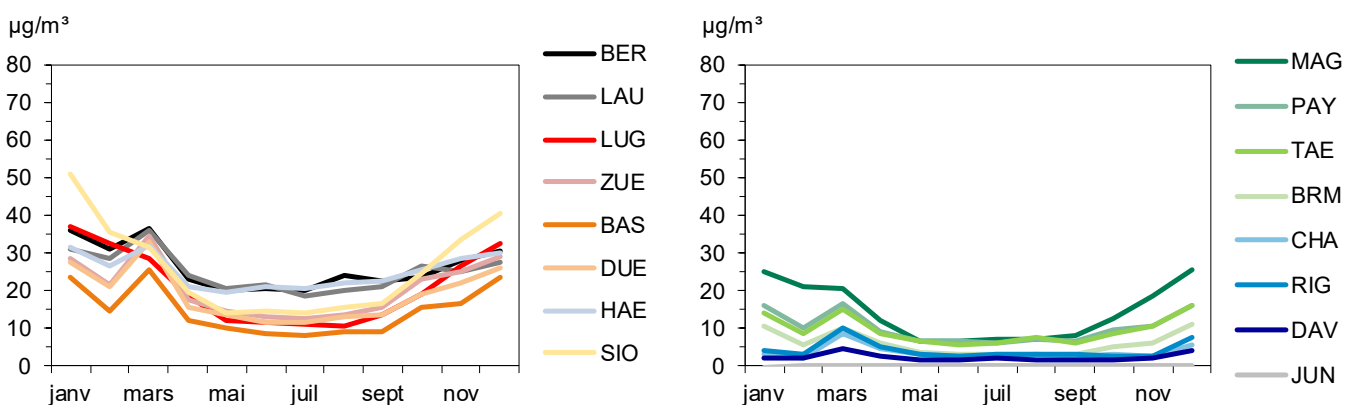 µg/m³
80
70
60
50
40
30
20
10
0
janv mars mai juil sept nov
BER
LAU
LUG
ZUE
BAS
DUE
HAE
SIO
µg/m³
80
70
60
50
40
30
20
10
0
janv mars mai juil sept nov
MAG
PAY
TAE
BRM
CHA
RIG
DAV
JUN